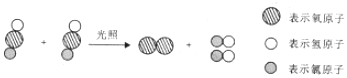 表示氧原子
+ 光照 + 表示氢原子
表示氯原子